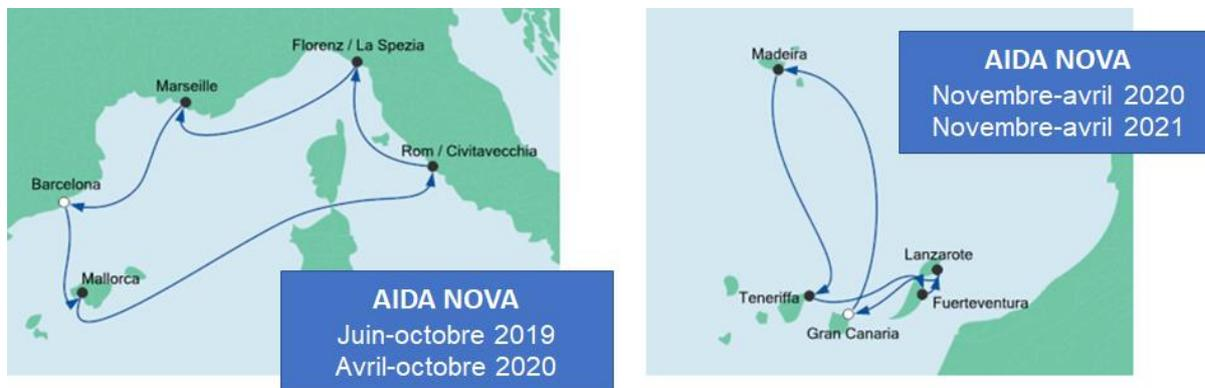 Florenz / La Spezia
Marseille
Rom / Civitavecchia
Barcelona
Mallorca
AIDA NOVA
Juin-octobre 2019
Avril-octobre 2020
Madeira
AIDA NOVA
Novembre-avril 2020
Novembre-avril 2021
Lanzarote
Teneriffa
Fuerteventura
Gran Canaria